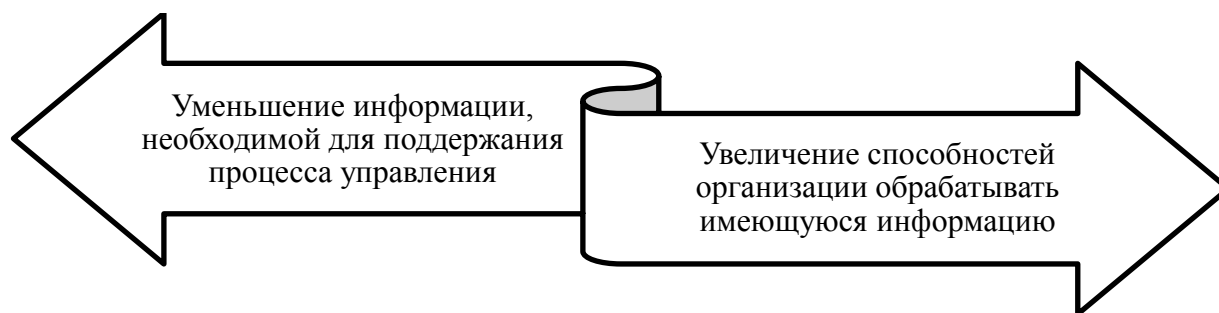 Уменьшение информации,
необходимой для поддержания
процесса управления
Увеличение способностей
организации обрабатывать
имеющуюся информацию